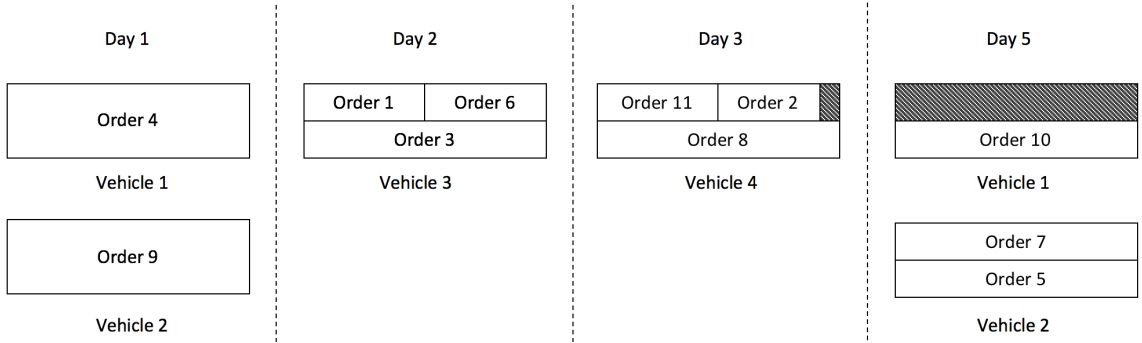 Day 1
Day 2
Day 3
Day 5
Order 4
Vehicle 1
Order 9
Vehicle 2
Order 1
Order 6
Order 3
Vehicle 3
Order 11
Order 2
Order 8
Vehicle 4
Order 10
Vehicle 1
Order 7
Order 5
Vehicle 2